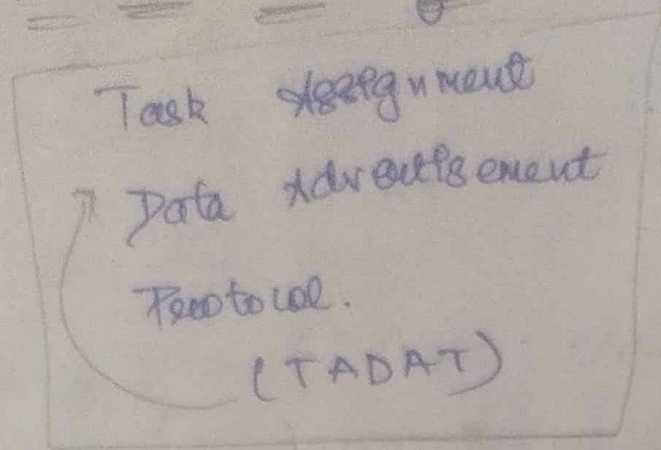 Task Assignment
Data Advertisement
Protocol.
(TADAT)